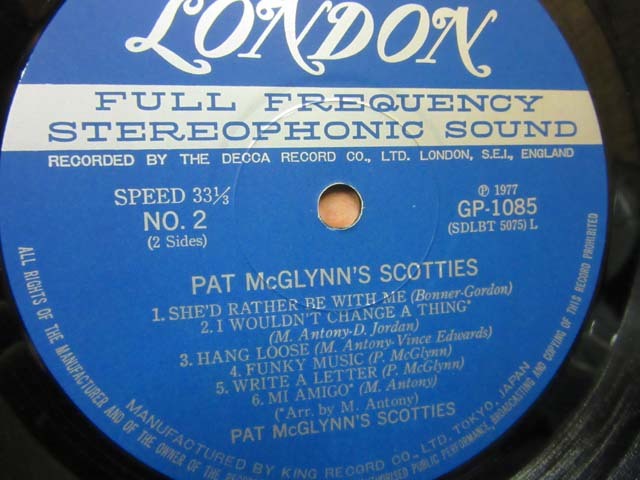 LONDON
FULL FREQUENCY
STEREOPHONIC SOUND
RECORDED BY THE DECCA RECORD CO., LTD. LONDON, S.E.I., ENGLAND
SPEED 33⅓
NO. 2
(2 Sides)
℗ 1977
GP-1085
(SDLBT 5075) L
PAT McGLYNN'S SCOTTIES
1. SHE'D RATHER BE WITH ME (Bonner-Gordon)
2. I WOULDN'T CHANGE A THING*
(M. Antony-D. Jordan)
3. HANG LOOSE (M. Antony-Vince Edwards)
4. FUNKY MUSIC (P. McGlynn)
5. WRITE A LETTER (P. McGlynn)
6. MI AMIGO* (M. Antony)
(*Arr. by M. Antony)
PAT McGLYNN'S SCOTTIES
MANUFACTURED BY KING RECORD CO., LTD., TOKYO, JAPAN
ALL RIGHTS OF THE MANUFACTURER AND OF THE OWNER OF THE AUTHORISED PUBLIC PERFORMANCE, BROADCASTING AND COPYING OF THIS RECORD PROHIBITED